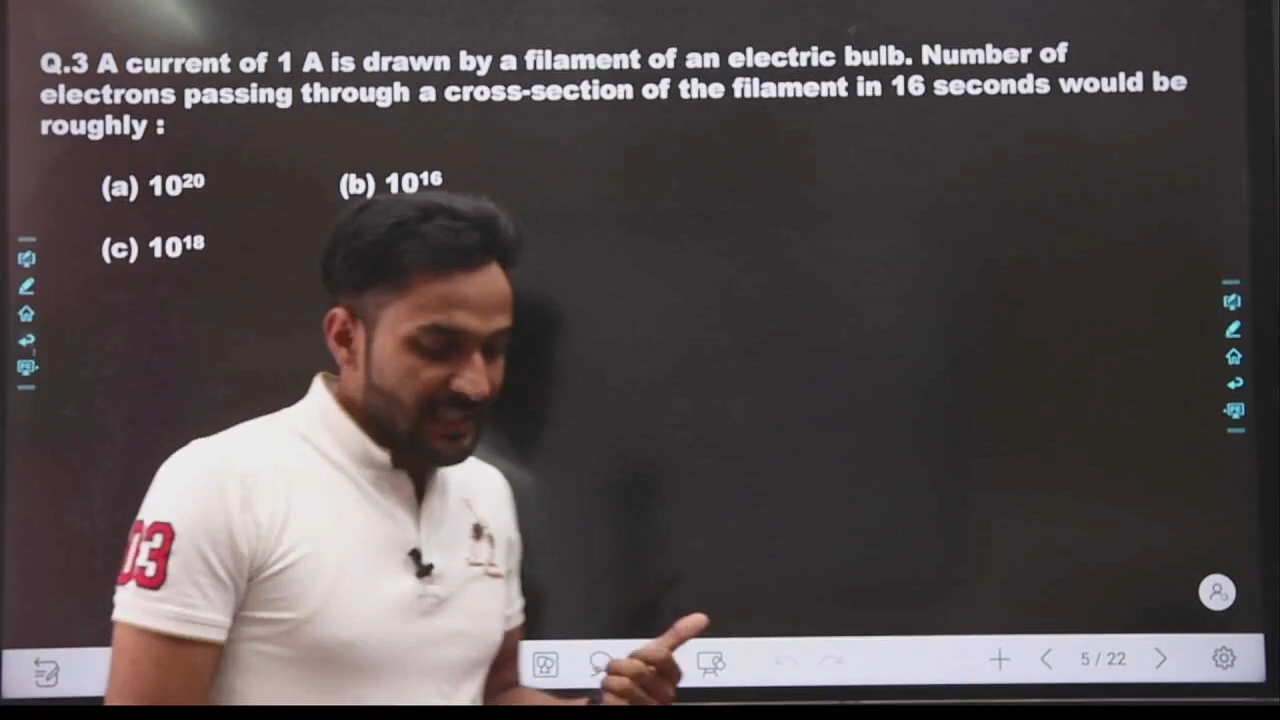 Q.3 A current of 1 A is drawn by a filament of an electric bulb. Number of
electrons passing through a cross-section of the filament in 16 seconds would be
roughly :
(a) 10²⁰ (b) 10¹⁶
(c) 10¹⁸
03
5 / 22